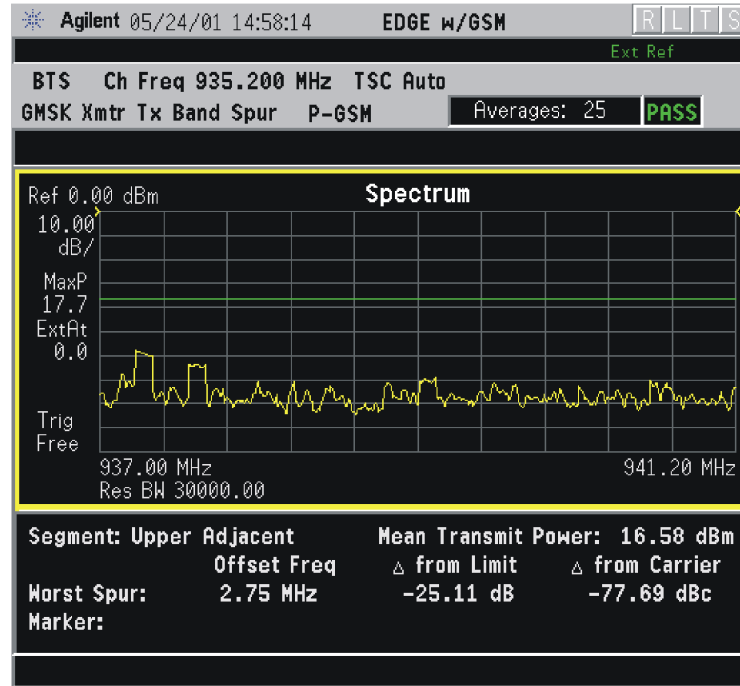 Agilent 05/24/01 14:58:14 EDGE w/GSM R L T S
Ext Ref
BTS Ch Freq 935.200 MHz TSC Auto
GMSK Xmtr Tx Band Spur P-GSM Averages: 25 PASS
Ref 0.00 dBm Spectrum
10.00
dB/
MaxP
17.7
ExtAt
0.0
Trig
Free
937.00 MHz 941.20 MHz
Res BW 30000.00
Segment: Upper Adjacent Mean Transmit Power: 16.58 dBm
Offset Freq △ from Limit △ from Carrier
Worst Spur: 2.75 MHz -25.11 dB -77.69 dBc
Marker: